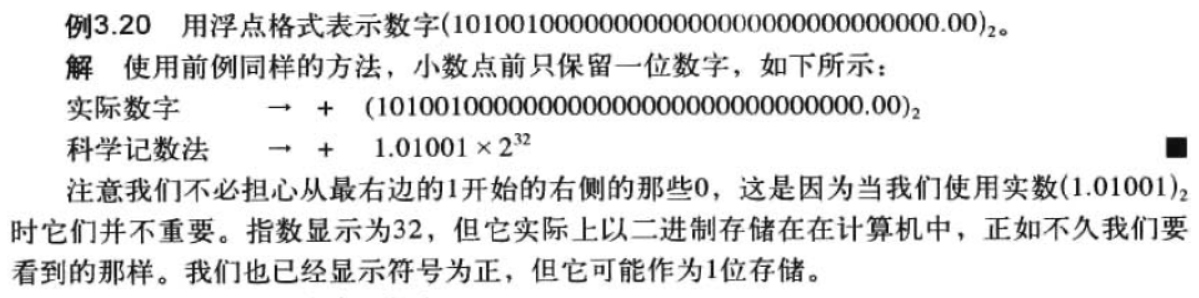 例3.20 用浮点格式表示数字(101001000000000000000000000000000.00)₂。
解 使用前例同样的方法，小数点前只保留一位数字，如下所示：
实际数字 → + (101001000000000000000000000000000.00)₂
科学记数法 → + 1.01001 × 2³² ■
注意我们不必担心从最右边的1开始的右侧的那些0，这是因为当我们使用实数(1.01001)₂
时它们并不重要。指数显示为32，但它实际上以二进制存储在在计算机中，正如不久我们要
看到的那样。我们也已经显示符号为正，但它可能作为1位存储。